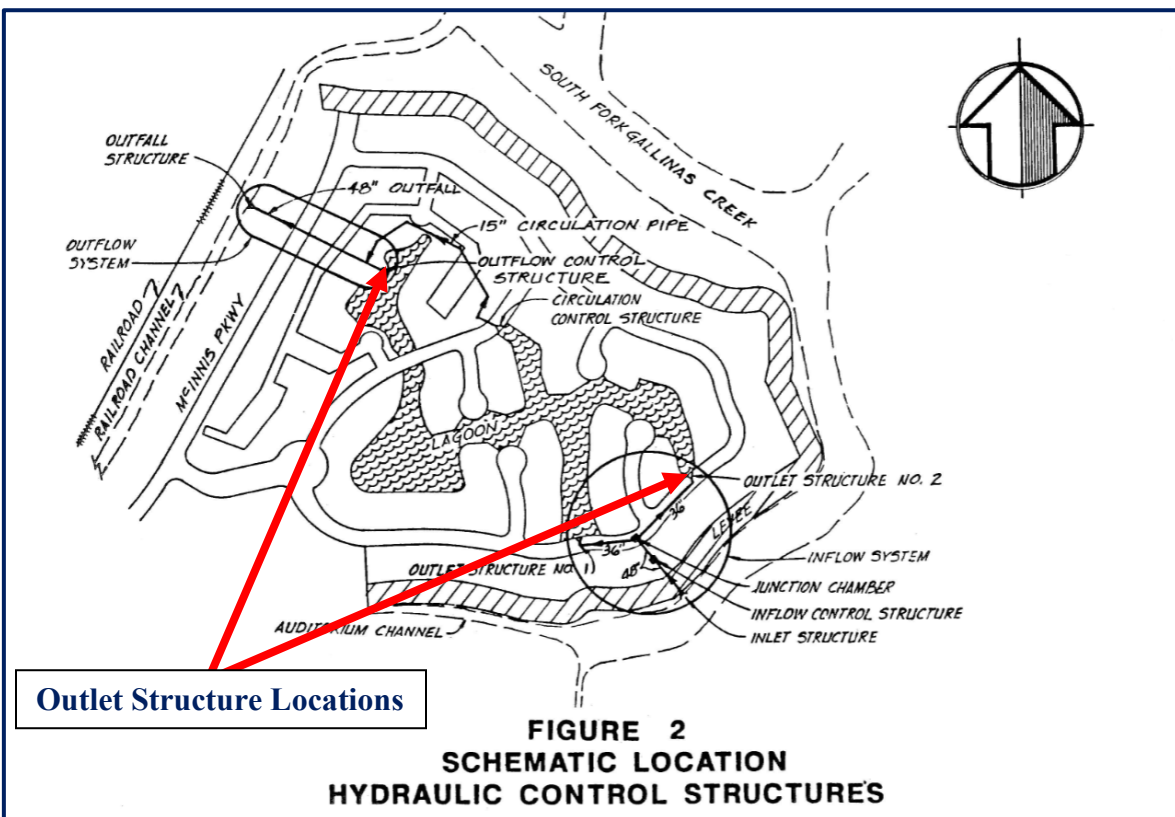 SOUTH FORK GALLINAS CREEK
OUTFALL
STRUCTURE
48" OUTFALL
15" CIRCULATION PIPE
OUTFLOW
SYSTEM
OUTFLOW CONTROL
STRUCTURE
CIRCULATION
CONTROL STRUCTURE
RAILROAD
RAILROAD CHANNEL
McINNIS PKWY
LAGOON
OUTLET STRUCTURE NO. 2
36"
LEVEE
36"
INFLOW SYSTEM
OUTLET STRUCTURE NO. 1
48"
JUNCTION CHAMBER
INFLOW CONTROL STRUCTURE
INLET STRUCTURE
AUDITORIUM CHANNEL
Outlet Structure Locations
FIGURE 2
SCHEMATIC LOCATION
HYDRAULIC CONTROL STRUCTURES